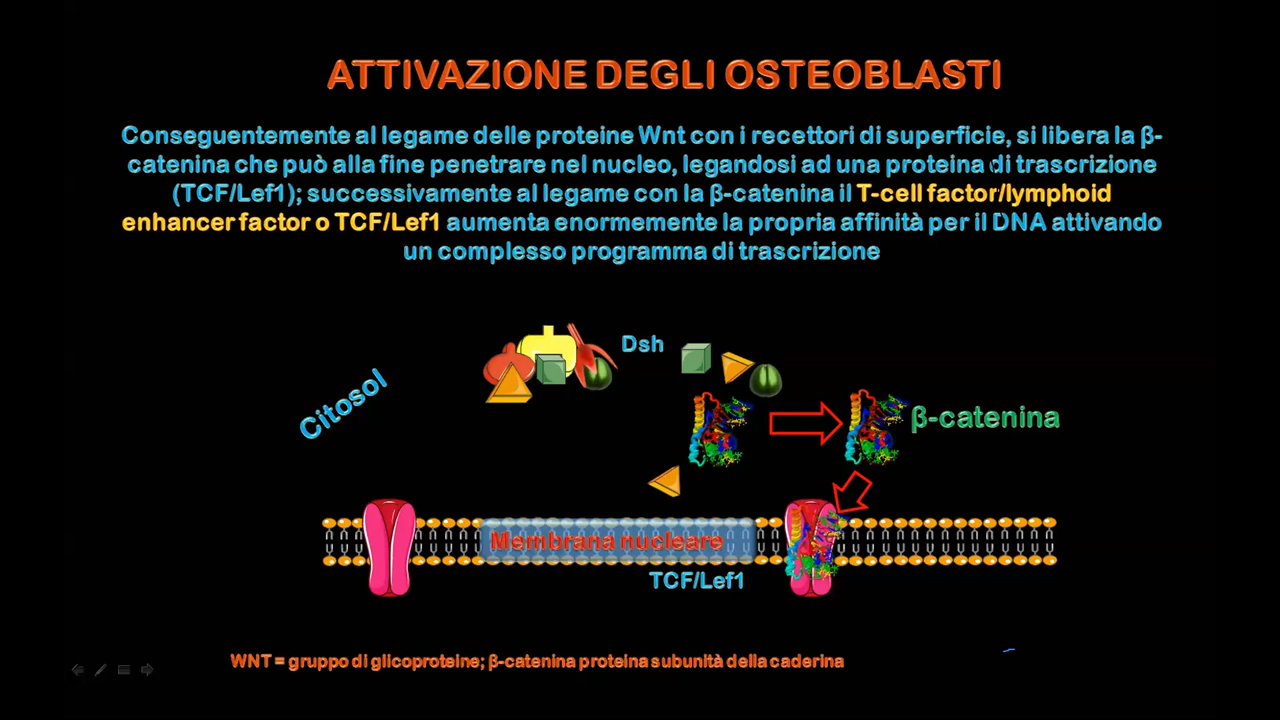 ATTIVAZIONE DEGLI OSTEOBLASTI
Conseguentemente al legame delle proteine Wnt con i recettori di superficie, si libera la β-
catenina che può alla fine penetrare nel nucleo, legandosi ad una proteina di trascrizione
(TCF/Lef1); successivamente al legame con la β-catenina il T-cell factor/lymphoid
enhancer factor o TCF/Lef1 aumenta enormemente la propria affinità per il DNA attivando
un complesso programma di trascrizione
Dsh
Citosol
β-catenina
Membrana nucleare
TCF/Lef1
WNT = gruppo di glicoproteine; β-catenina proteina subunità della caderina